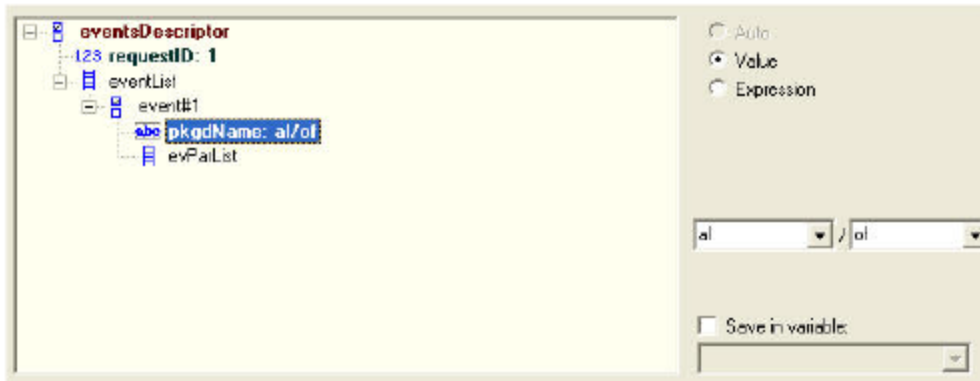 eventsDescriptor
123 requestID: 1
eventList
event#1
abc pkgdName: al/of
evParList
Auto
Value
Expression
al / of
Save in variable: